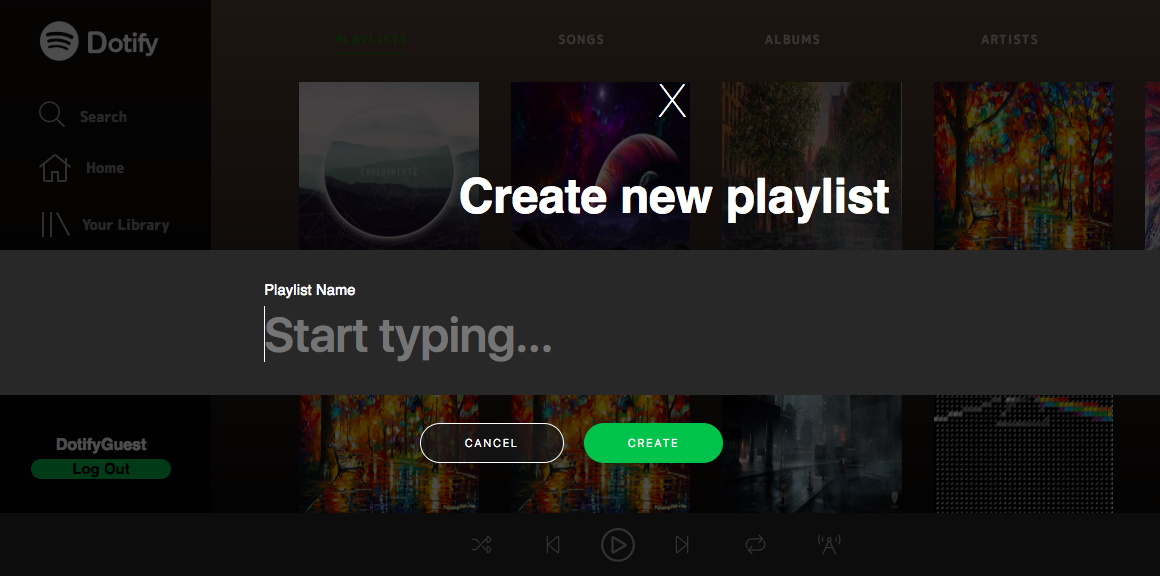 Dotify
PLAYLISTS
SONGS
ALBUMS
ARTISTS
Search
Home
Your Library
EXPERIMENTS
X
Create new playlist
Playlist Name
Start typing...
CANCEL
CREATE
DotifyGuest
Log Out